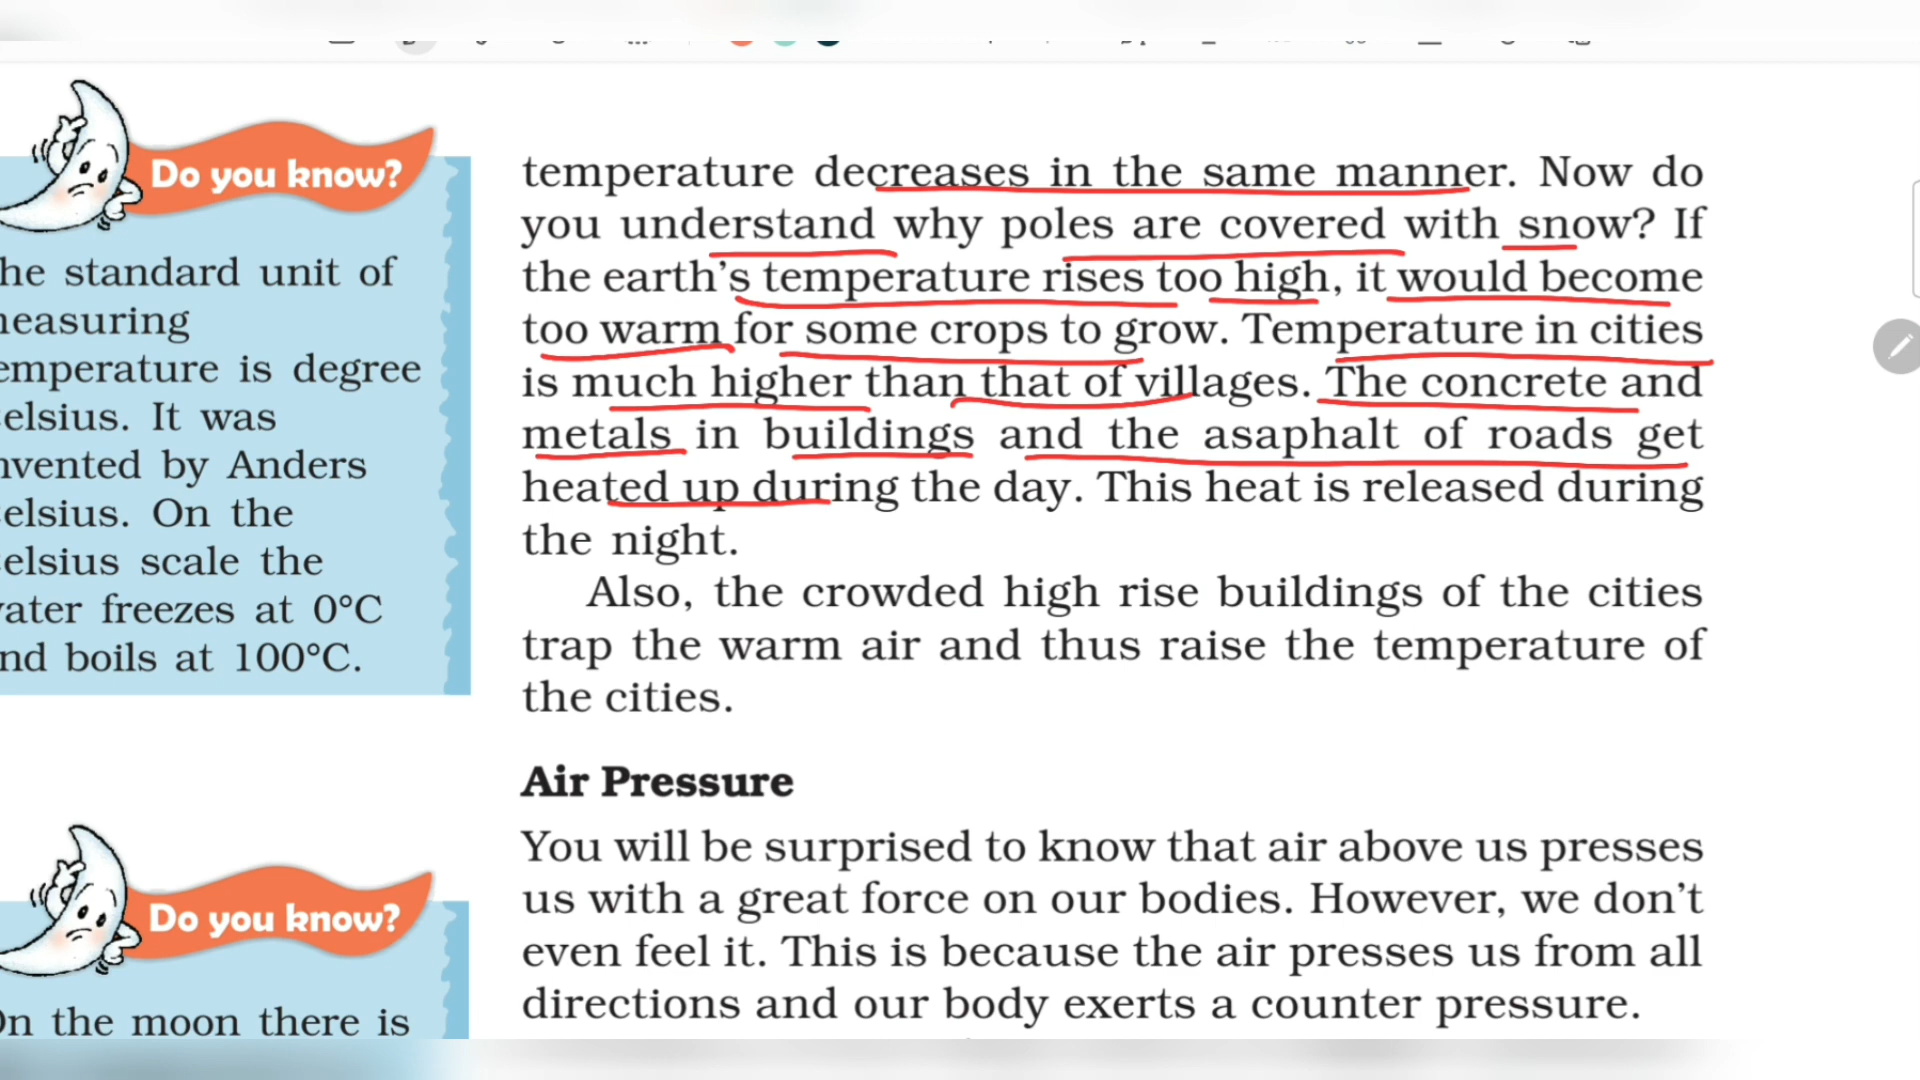 Do you know?
he standard unit of
easuring
emperature is degree
elsius. It was
nvented by Anders
elsius. On the
elsius scale the
ater freezes at 0°C
nd boils at 100°C.
temperature decreases in the same manner. Now do
you understand why poles are covered with snow? If
the earth’s temperature rises too high, it would become
too warm for some crops to grow. Temperature in cities
is much higher than that of villages. The concrete and
metals in buildings and the asaphalt of roads get
heated up during the day. This heat is released during
the night.
Also, the crowded high rise buildings of the cities
trap the warm air and thus raise the temperature of
the cities.
Air Pressure
You will be surprised to know that air above us presses
us with a great force on our bodies. However, we don’t
even feel it. This is because the air presses us from all
directions and our body exerts a counter pressure.
Do you know?
On the moon there is